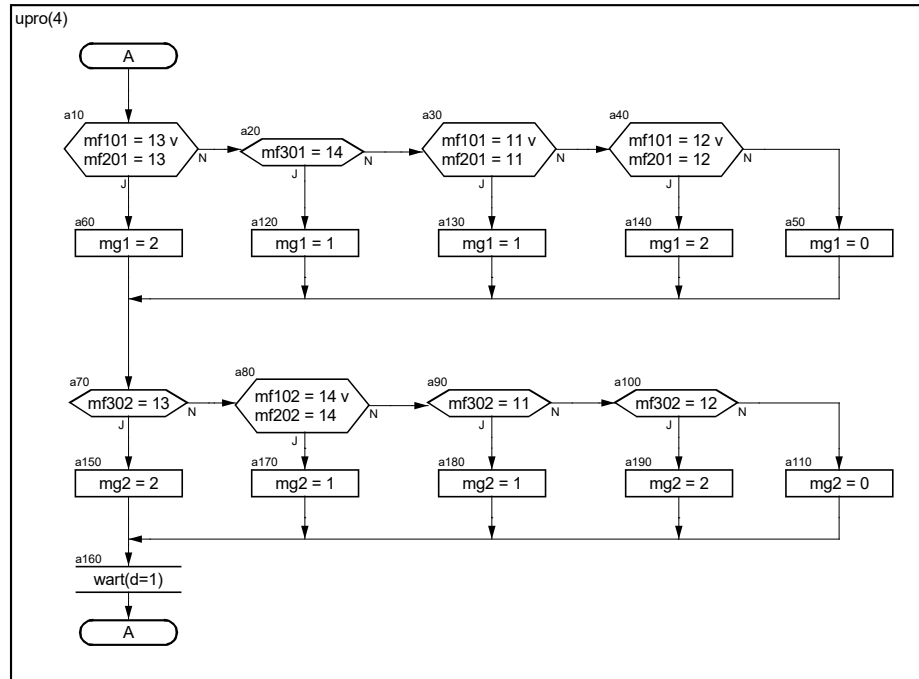 upro(4)
A
a10
mf101 = 13 v
mf201 = 13
N
J
a20
mf301 = 14
N
J
a30
mf101 = 11 v
mf201 = 11
N
J
a40
mf101 = 12 v
mf201 = 12
N
J
a60
mg1 = 2
a120
mg1 = 1
a130
mg1 = 1
a140
mg1 = 2
a50
mg1 = 0
a70
mf302 = 13
N
J
a80
mf102 = 14 v
mf202 = 14
N
J
a90
mf302 = 11
N
J
a100
mf302 = 12
N
J
a150
mg2 = 2
a170
mg2 = 1
a180
mg2 = 1
a190
mg2 = 2
a110
mg2 = 0
a160
wart(d=1)
A